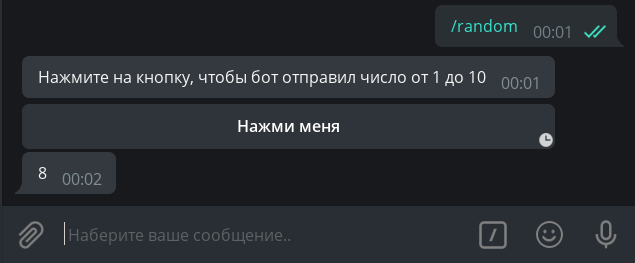 /random 00:01
Нажмите на кнопку, чтобы бот отправил число от 1 до 10 00:01
Нажми меня
8 00:02
Наберите ваше сообщение..